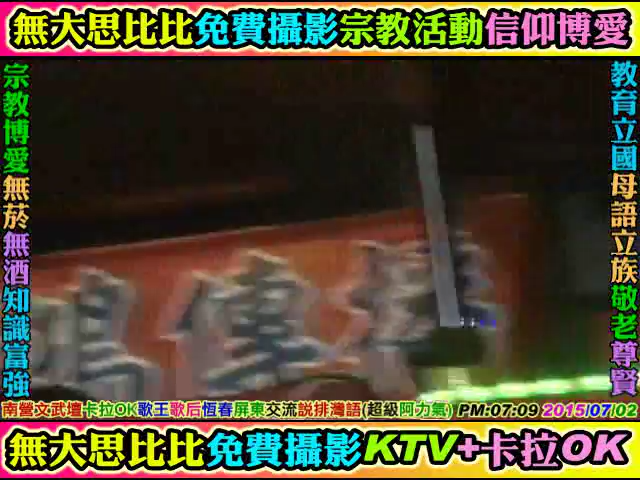 無大思比比免費攝影宗教活動信仰博愛
宗教博愛無菸無酒知識富強
教育立國母語立族敬老尊賢
鳴傳
南營文武壇卡拉OK歌王歌后恆春屏東交流説排灣語(超級阿力氣) PM:07:09 2015/07/02
無大思比比免費攝影KTV+卡拉OK